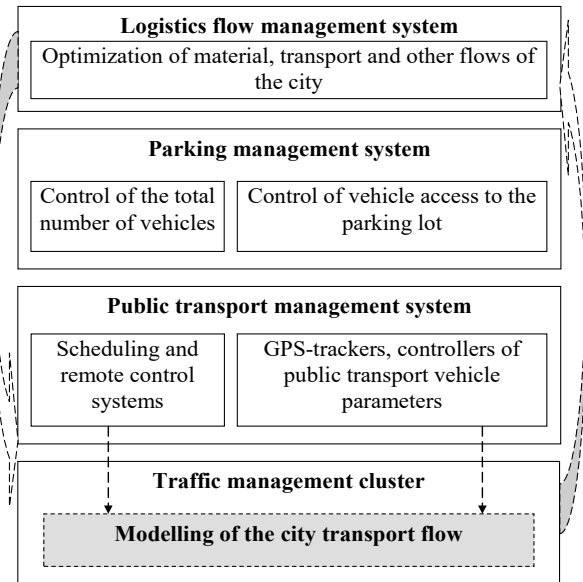 Logistics flow management system
Optimization of material, transport and other flows of
the city
Parking management system
Control of the total
number of vehicles
Control of vehicle access to the
parking lot
Public transport management system
Scheduling and
remote control
systems
GPS-trackers, controllers of
public transport vehicle
parameters
Traffic management cluster
Modelling of the city transport flow